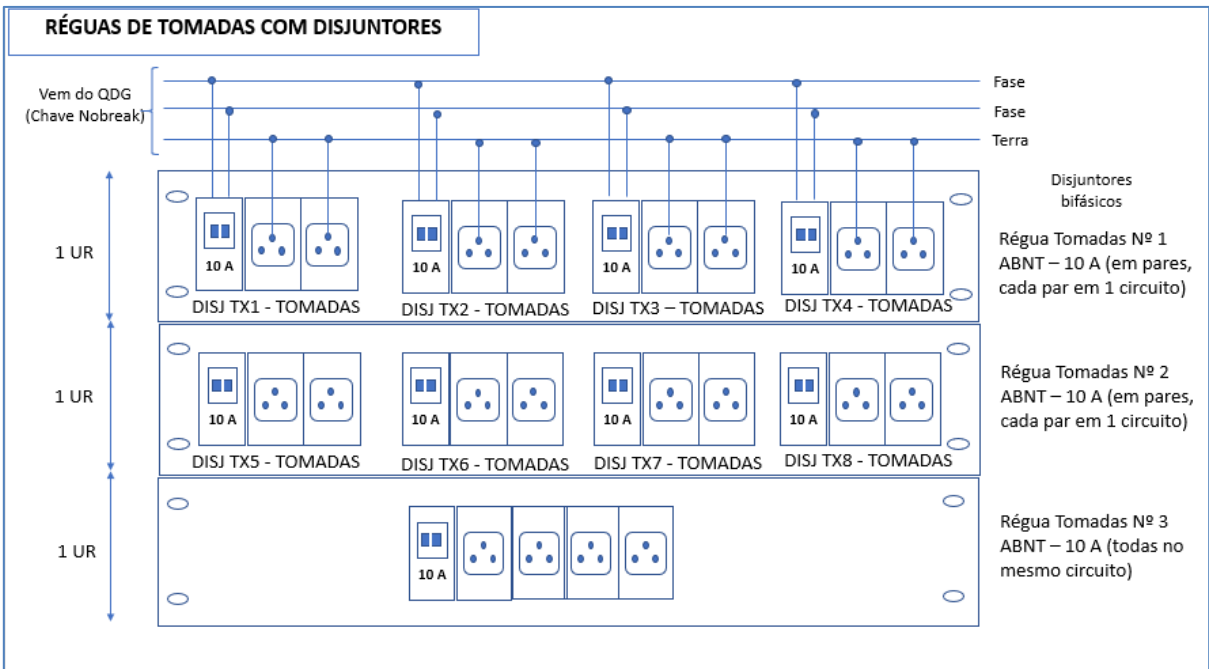 RÉGUAS DE TOMADAS COM DISJUNTORES
Vem do QDG
(Chave Nobreak)
Fase
Fase
Terra
Disjuntores
bifásicos
1 UR
10 A
10 A
10 A
10 A
DISJ TX1 - TOMADAS
DISJ TX2 - TOMADAS
DISJ TX3 – TOMADAS
DISJ TX4 - TOMADAS
Régua Tomadas Nº 1
ABNT – 10 A (em pares,
cada par em 1 circuito)
1 UR
10 A
10 A
10 A
10 A
DISJ TX5 - TOMADAS
DISJ TX6 - TOMADAS
DISJ TX7 - TOMADAS
DISJ TX8 - TOMADAS
Régua Tomadas Nº 2
ABNT – 10 A (em pares,
cada par em 1 circuito)
1 UR
10 A
Régua Tomadas Nº 3
ABNT – 10 A (todas no
mesmo circuito)